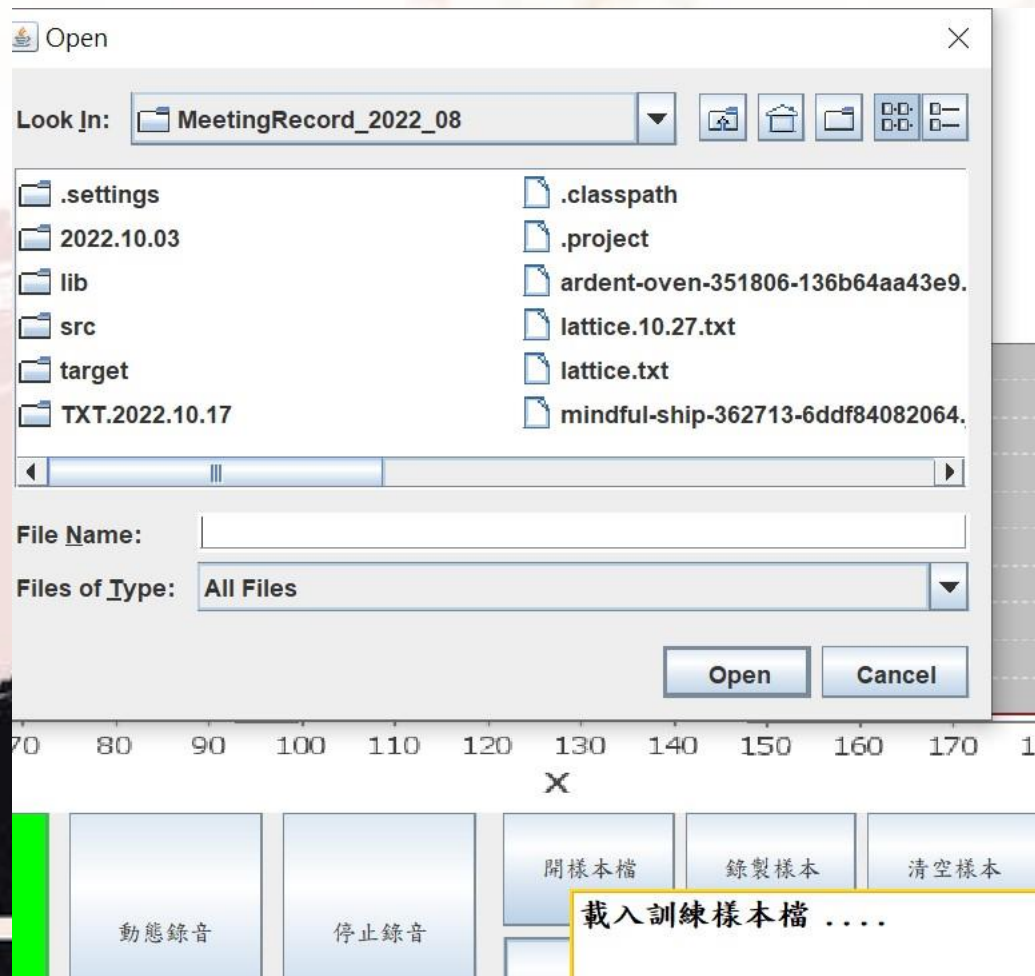 Open
Look In: MeetingRecord_2022_08
.settings
2022.10.03
lib
src
target
TXT.2022.10.17
.classpath
.project
ardent-oven-351806-136b64aa43e9.
lattice.10.27.txt
lattice.txt
mindful-ship-362713-6ddf84082064.
File Name:
Files of Type: All Files
Open Cancel
70 80 90 100 110 120 130 140 150 160 170 1
X
開樣本檔 錄製樣本 清空樣本
動態錄音 停止錄音
載入訓練樣本檔 ....